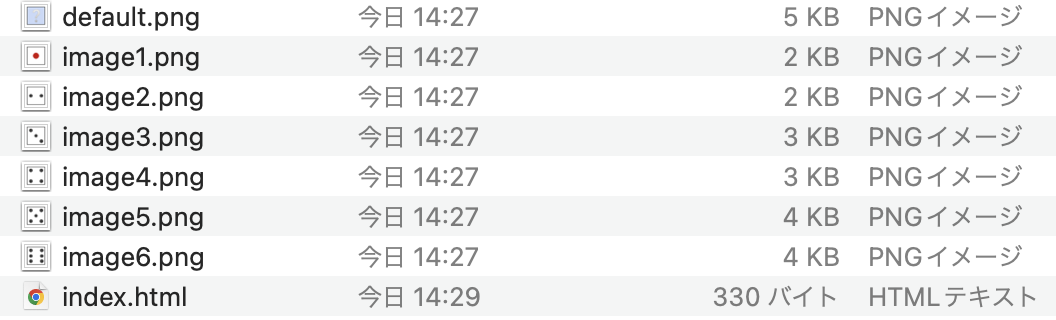 default.png 今日 14:27 5 KB PNGイメージ
image1.png 今日 14:27 2 KB PNGイメージ
image2.png 今日 14:27 2 KB PNGイメージ
image3.png 今日 14:27 3 KB PNGイメージ
image4.png 今日 14:27 3 KB PNGイメージ
image5.png 今日 14:27 4 KB PNGイメージ
image6.png 今日 14:27 4 KB PNGイメージ
index.html 今日 14:29 330 バイト HTMLテキスト